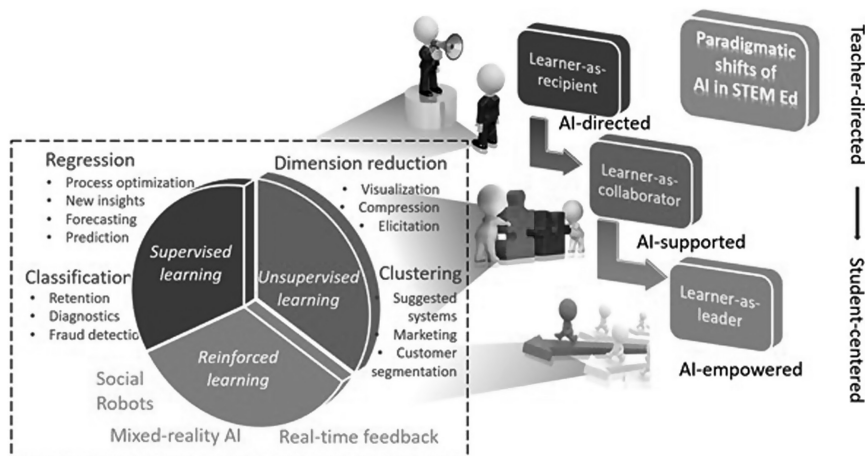 Paradigmatic
shifts of
AI in STEM Ed
Teacher-directed
Student-centered
Learner-as-
recipient
AI-directed
Learner-as-
collaborator
AI-supported
Learner-as-
leader
AI-empowered
Regression
• Process optimization
• New insights
• Forecasting
• Prediction
Classification
• Retention
• Diagnostics
• Fraud detectio
Dimension reduction
• Visualization
• Compression
• Elicitation
Clustering
• Suggested
systems
• Marketing
• Customer
segmentation
Supervised
learning
Unsupervised
learning
Reinforced
learning
Social
Robots
Mixed-reality AI
Real-time feedback